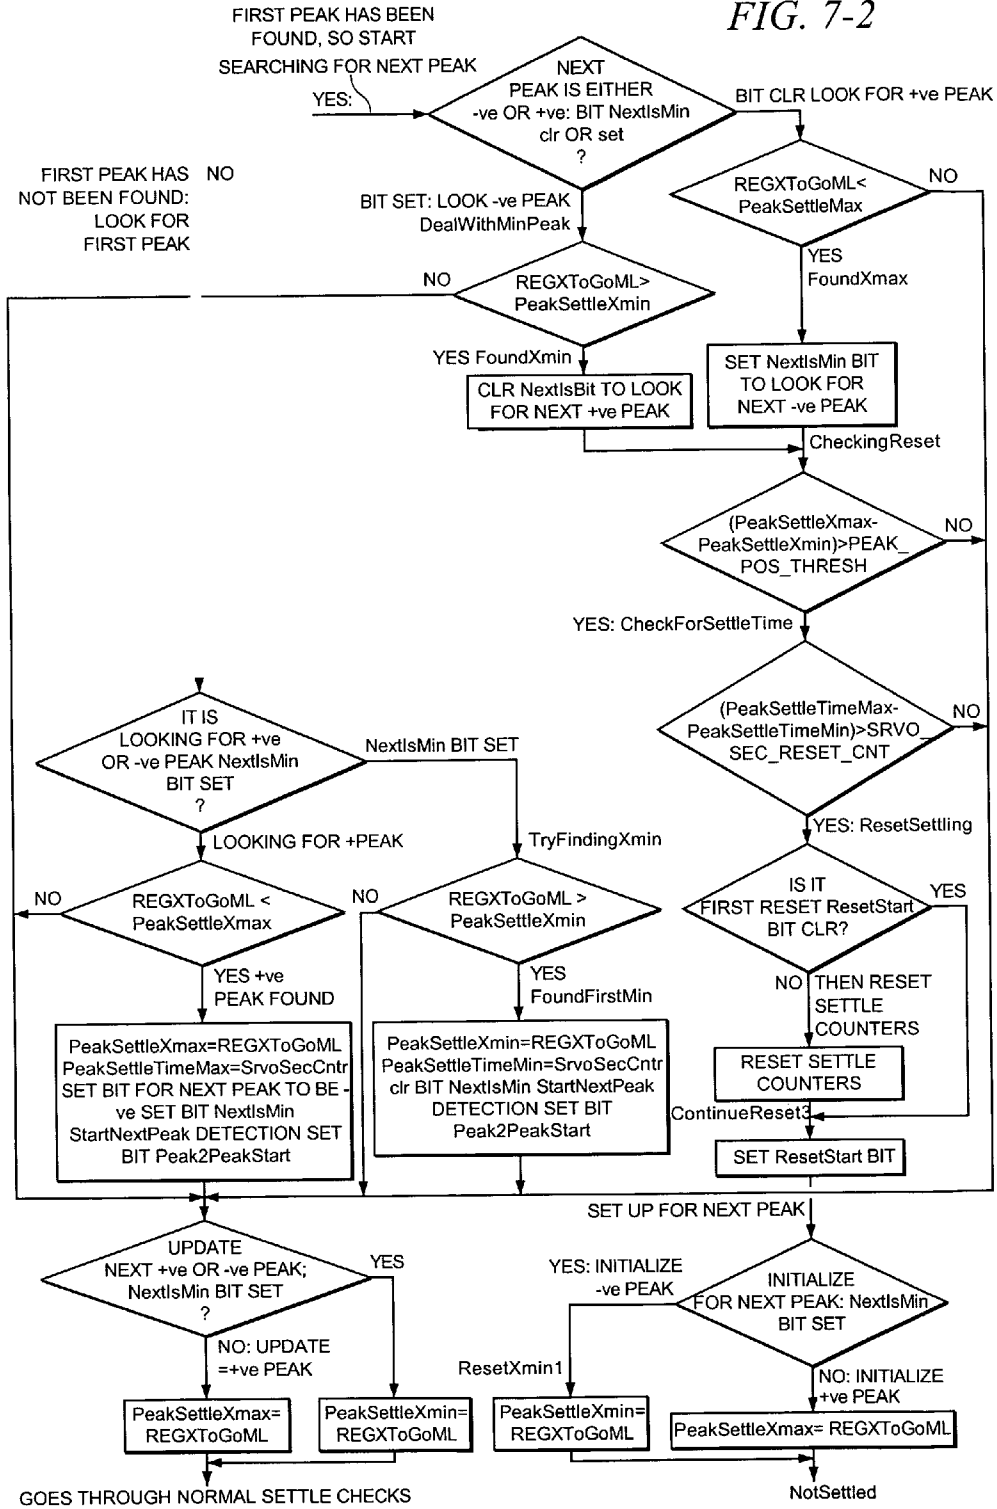 FIG. 7-2
FIRST PEAK HAS BEEN
FOUND, SO START
SEARCHING FOR NEXT PEAK
YES:
NEXT
PEAK IS EITHER
-ve OR +ve: BIT NextIsMin
clr OR set
?
BIT CLR LOOK FOR +ve PEAK
FIRST PEAK HAS
NOT BEEN FOUND:
LOOK FOR
FIRST PEAK
NO
BIT SET: LOOK -ve PEAK
DealWithMinPeak
REGXToGoML<
PeakSettleMax
NO
YES
FoundXmax
NO
REGXToGoML>
PeakSettleXmin
YES FoundXmin
CLR NextIsBit TO LOOK
FOR NEXT +ve PEAK
SET NextIsMin BIT
TO LOOK FOR
NEXT -ve PEAK
CheckingReset
(PeakSettleXmax-
PeakSettleXmin)>PEAK_
POS_THRESH
NO
YES: CheckForSettleTime
(PeakSettleTimeMax-
PeakSettleTimeMin)>SRVO_
SEC_RESET_CNT
NO
YES: ResetSettling
IT IS
LOOKING FOR +ve
OR -ve PEAK NextIsMin
BIT SET
?
NextIsMin BIT SET
LOOKING FOR +PEAK
TryFindingXmin
NO
REGXToGoML <
PeakSettleXmax
NO
REGXToGoML >
PeakSettleXmin
IS IT
FIRST RESET ResetStart
BIT CLR?
YES
YES +ve
PEAK FOUND
YES
FoundFirstMin
NO
THEN RESET
SETTLE
COUNTERS
PeakSettleXmax=REGXToGoML
PeakSettleTimeMax=SrvoSecCntr
SET BIT FOR NEXT PEAK TO BE -
ve SET BIT NextIsMin
StartNextPeak DETECTION SET
BIT Peak2PeakStart
PeakSettleXmin=REGXToGoML
PeakSettleTimeMin=SrvoSecCntr
clr BIT NextIsMin StartNextPeak
DETECTION SET BIT
Peak2PeakStart
RESET SETTLE
COUNTERS
ContinueReset3
SET ResetStart BIT
SET UP FOR NEXT PEAK
UPDATE
NEXT +ve OR -ve PEAK;
NextIsMin BIT SET
?
YES
NO: UPDATE
=+ve PEAK
YES: INITIALIZE
-ve PEAK
INITIALIZE
FOR NEXT PEAK: NextIsMin
BIT SET
ResetXmin1
NO: INITIALIZE
+ve PEAK
PeakSettleXmax=
REGXToGoML
PeakSettleXmin=
REGXToGoML
PeakSettleXmin=
REGXToGoML
PeakSettleXmax= REGXToGoML
GOES THROUGH NORMAL SETTLE CHECKS
NotSettled